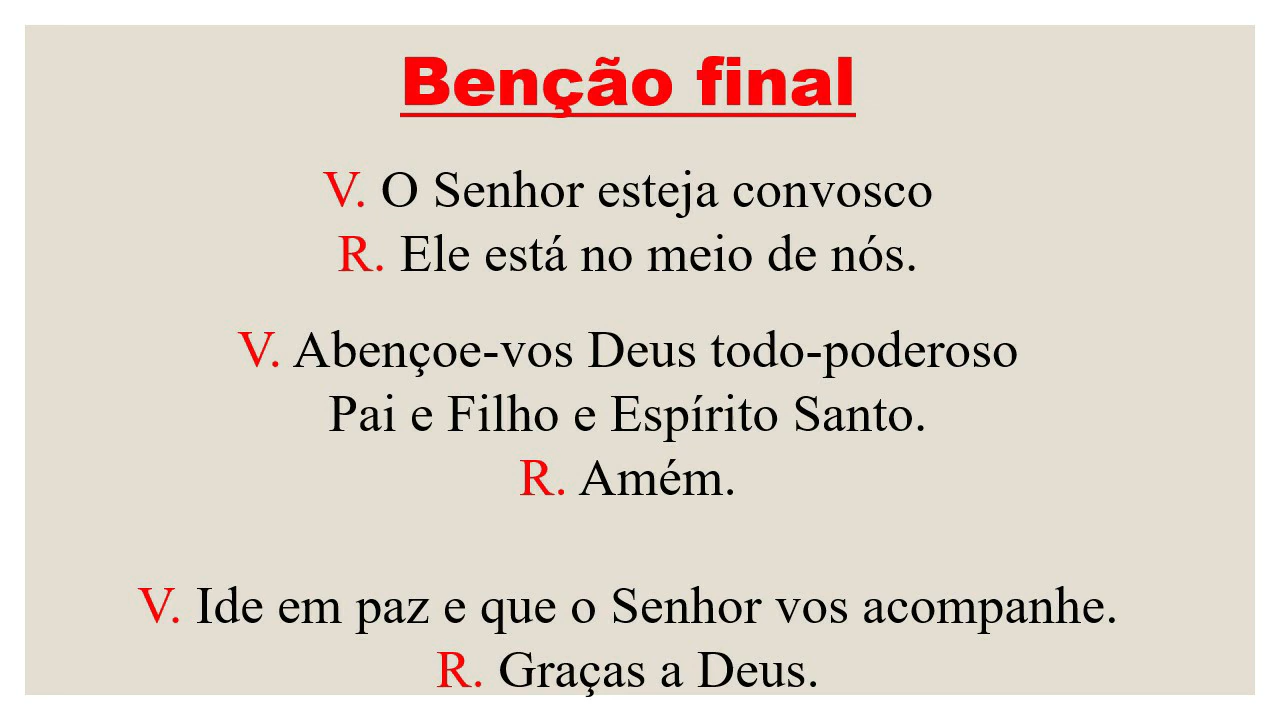 Benção final
V. O Senhor esteja convosco
R. Ele está no meio de nós.
V. Abençoe-vos Deus todo-poderoso
Pai e Filho e Espírito Santo.
R. Amém.
V. Ide em paz e que o Senhor vos acompanhe.
R. Graças a Deus.